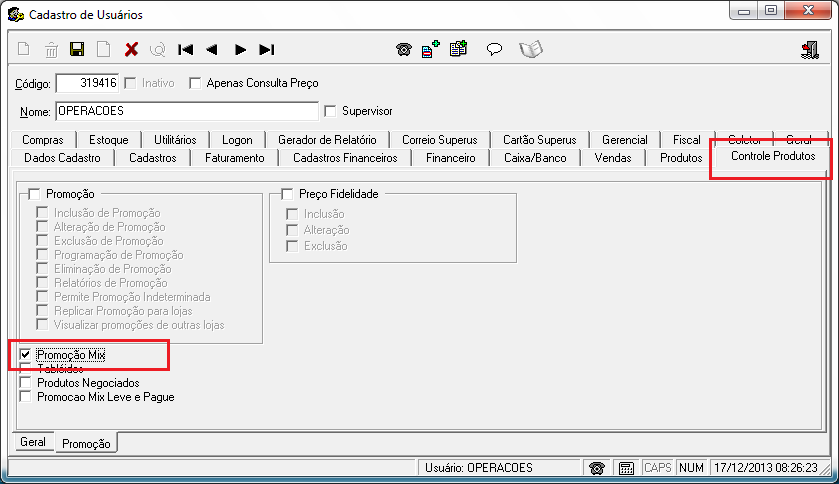 Cadastro de Usuários
Código: 319416 Inativo Apenas Consulta Preço
Nome: OPERACOES Supervisor
Compras Estoque Utilitários Logon Gerador de Relatório Correio Superus Cartão Superus Gerencial Fiscal Coletor Geral
Dados Cadastro Cadastros Faturamento Cadastros Financeiros Financeiro Caixa/Banco Vendas Produtos Controle Produtos
Promoção
Inclusão de Promoção
Alteração de Promoção
Exclusão de Promoção
Programação de Promoção
Eliminação de Promoção
Relatórios de Promoção
Permite Promoção Indeterminada
Replicar Promoção para lojas
Visualizar promoções de outras lojas
Preço Fidelidade
Inclusão
Alteração
Exclusão
Promoção Mix
Tablóides
Produtos Negociados
Promocao Mix Leve e Pague
Geral Promoção
Usuário: OPERACOES CAPS NUM 17/12/2013 08:26:23